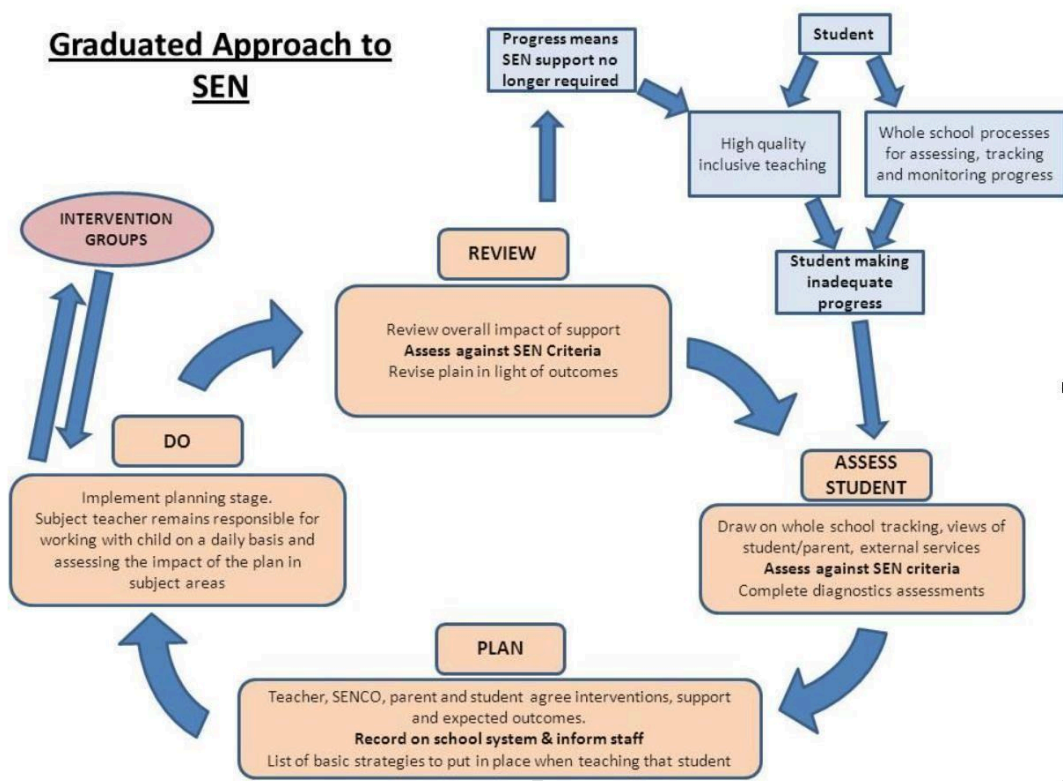 Graduated Approach to
SEN
Progress means
SEN support no
longer required
Student
High quality
inclusive teaching
Whole school processes
for assessing, tracking
and monitoring progress
Student making
inadequate
progress
INTERVENTION
GROUPS
REVIEW
Review overall impact of support
Assess against SEN Criteria
Revise plain in light of outcomes
DO
Implement planning stage.
Subject teacher remains responsible for
working with child on a daily basis and
assessing the impact of the plan in
subject areas
ASSESS
STUDENT
Draw on whole school tracking, views of
student/parent, external services
Assess against SEN criteria
Complete diagnostics assessments
PLAN
Teacher, SENCO, parent and student agree interventions, support
and expected outcomes.
Record on school system & inform staff
List of basic strategies to put in place when teaching that student